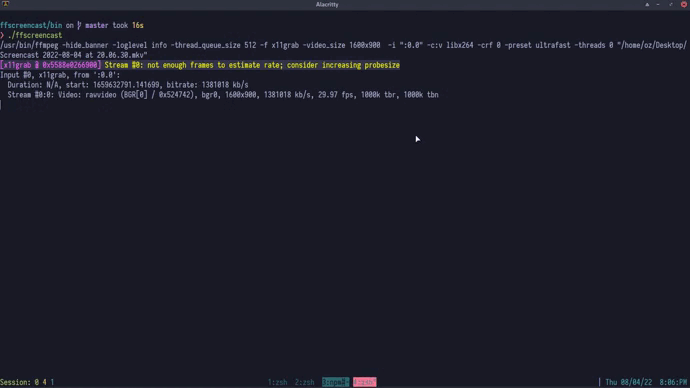 Alacritty
ffscreencast/bin on master took 16s
❯ ./ffscreencast
/usr/bin/ffmpeg -hide_banner -loglevel info -thread_queue_size 512 -f x11grab -video_size 1600x900  -i ":0.0" -c:v libx264 -crf 0 -preset ultrafast -threads 0 "/home/oz/Desktop/
Screencast 2022-08-04 at 20.06.30.mkv"
[x11grab @ 0x5588e0266900] Stream #0: not enough frames to estimate rate; consider increasing probesize
Input #0, x11grab, from ':0.0':
Duration: N/A, start: 1659632791.141699, bitrate: 1381018 kb/s
Stream #0:0: Video: rawvideo (BGR[0] / 0x524742), bgr0, 1600x900, 1381018 kb/s, 29.97 fps, 1000k tbr, 1000k tbn
Session: 0 4 1 1:zsh 2:zsh 4:zsh* | Thu 08/04/22 8:06:PM